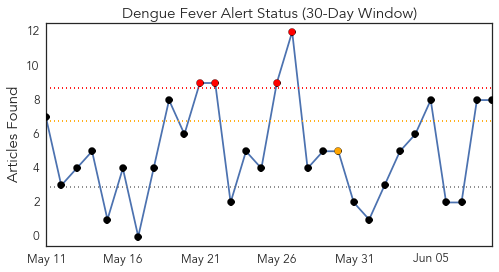 Dengue Fever Alert Status (30-Day Window)
Articles Found
12
10
8
6
4
2
0
May 11
May 16
May 21
May 26
May 31
Jun 05